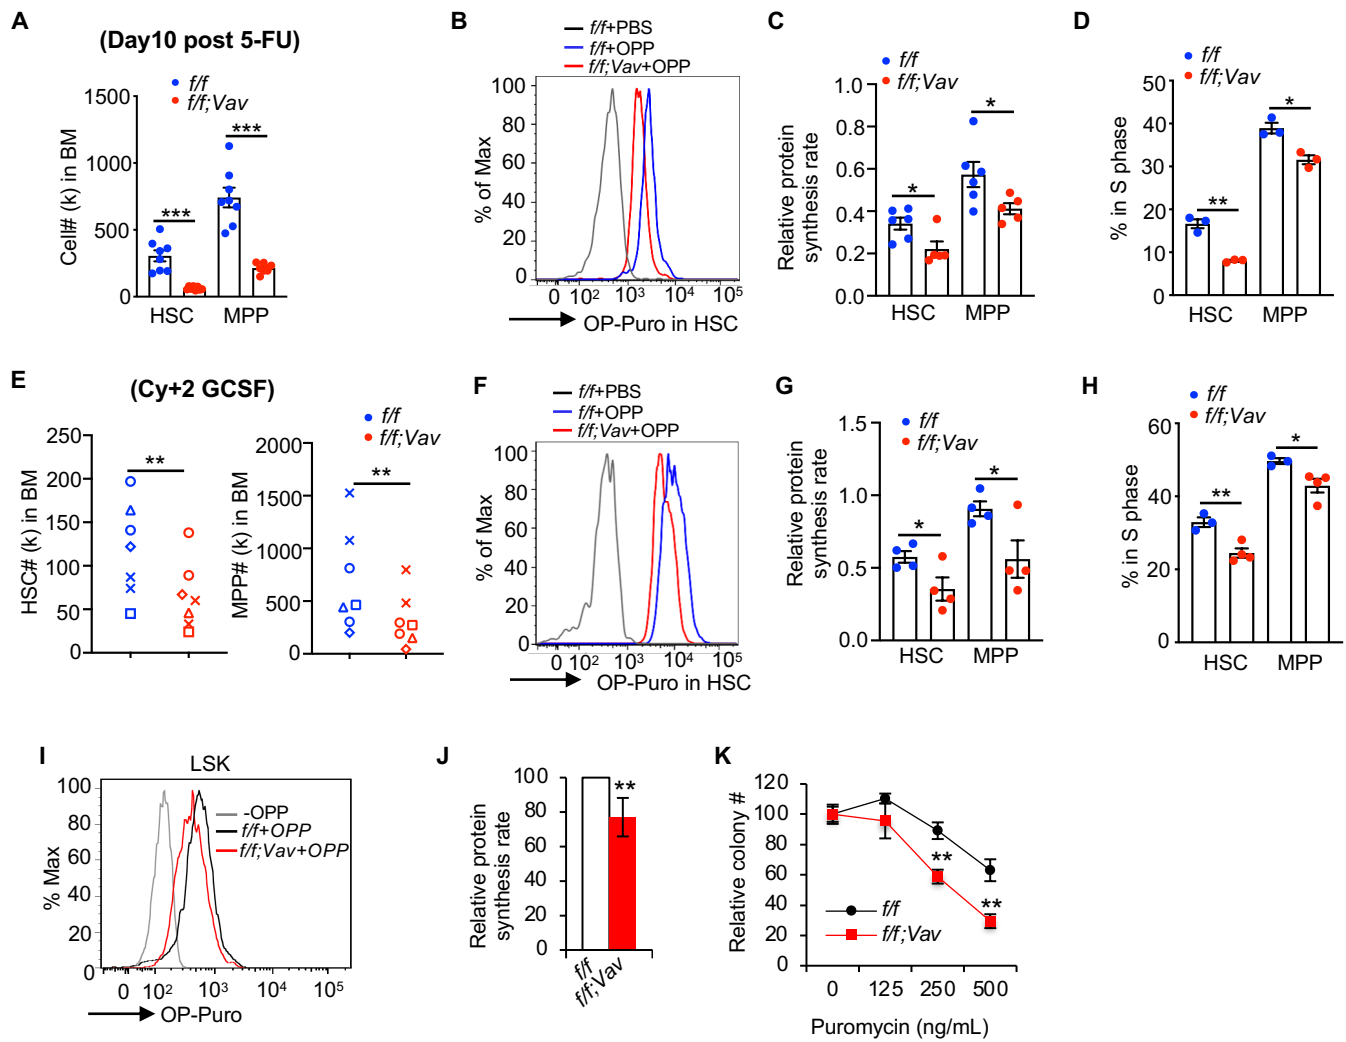 A
(Day10 post 5-FU)
f/f
f/f;Vav
1500
1000
500
0
Cell# (k) in BM
***
***
HSC
MPP
B
f/f+PBS
f/f+OPP
f/f;Vav+OPP
100
80
60
40
20
0
% of Max
0
10²
10³
10⁴
10⁵
OP-Puro in HSC
C
f/f
f/f;Vav
1.0
0.8
0.6
0.4
0.2
0.0
Relative protein
synthesis rate
*
*
HSC
MPP
D
f/f
f/f;Vav
50
40
30
20
10
0
% in S phase
**
*
HSC
MPP
E
(Cy+2 GCSF)
f/f
f/f;Vav
250
200
150
100
50
0
HSC# (k) in BM
**
2000
1500
1000
500
0
MPP# (k) in BM
**
F
f/f+PBS
f/f+OPP
f/f;Vav+OPP
100
80
60
40
20
0
% of Max
0
10²
10³
10⁴
10⁵
OP-Puro in HSC
G
f/f
f/f;Vav
1.5
1.0
0.5
0.0
Relative protein
synthesis rate
*
*
HSC
MPP
H
f/f
f/f;Vav
60
40
20
0
% in S phase
**
*
HSC
MPP
I
LSK
-OPP
f/f+OPP
f/f;Vav+OPP
100
80
60
40
20
0
% Max
0
10²
10³
10⁴
10⁵
OP-Puro
J
100
80
60
40
20
0
Relative protein
synthesis rate
**
f/f
f/f;Vav
K
120
100
80
60
40
20
0
Relative colony #
**
**
f/f
f/f;Vav
0
125
250
500
Puromycin (ng/mL)